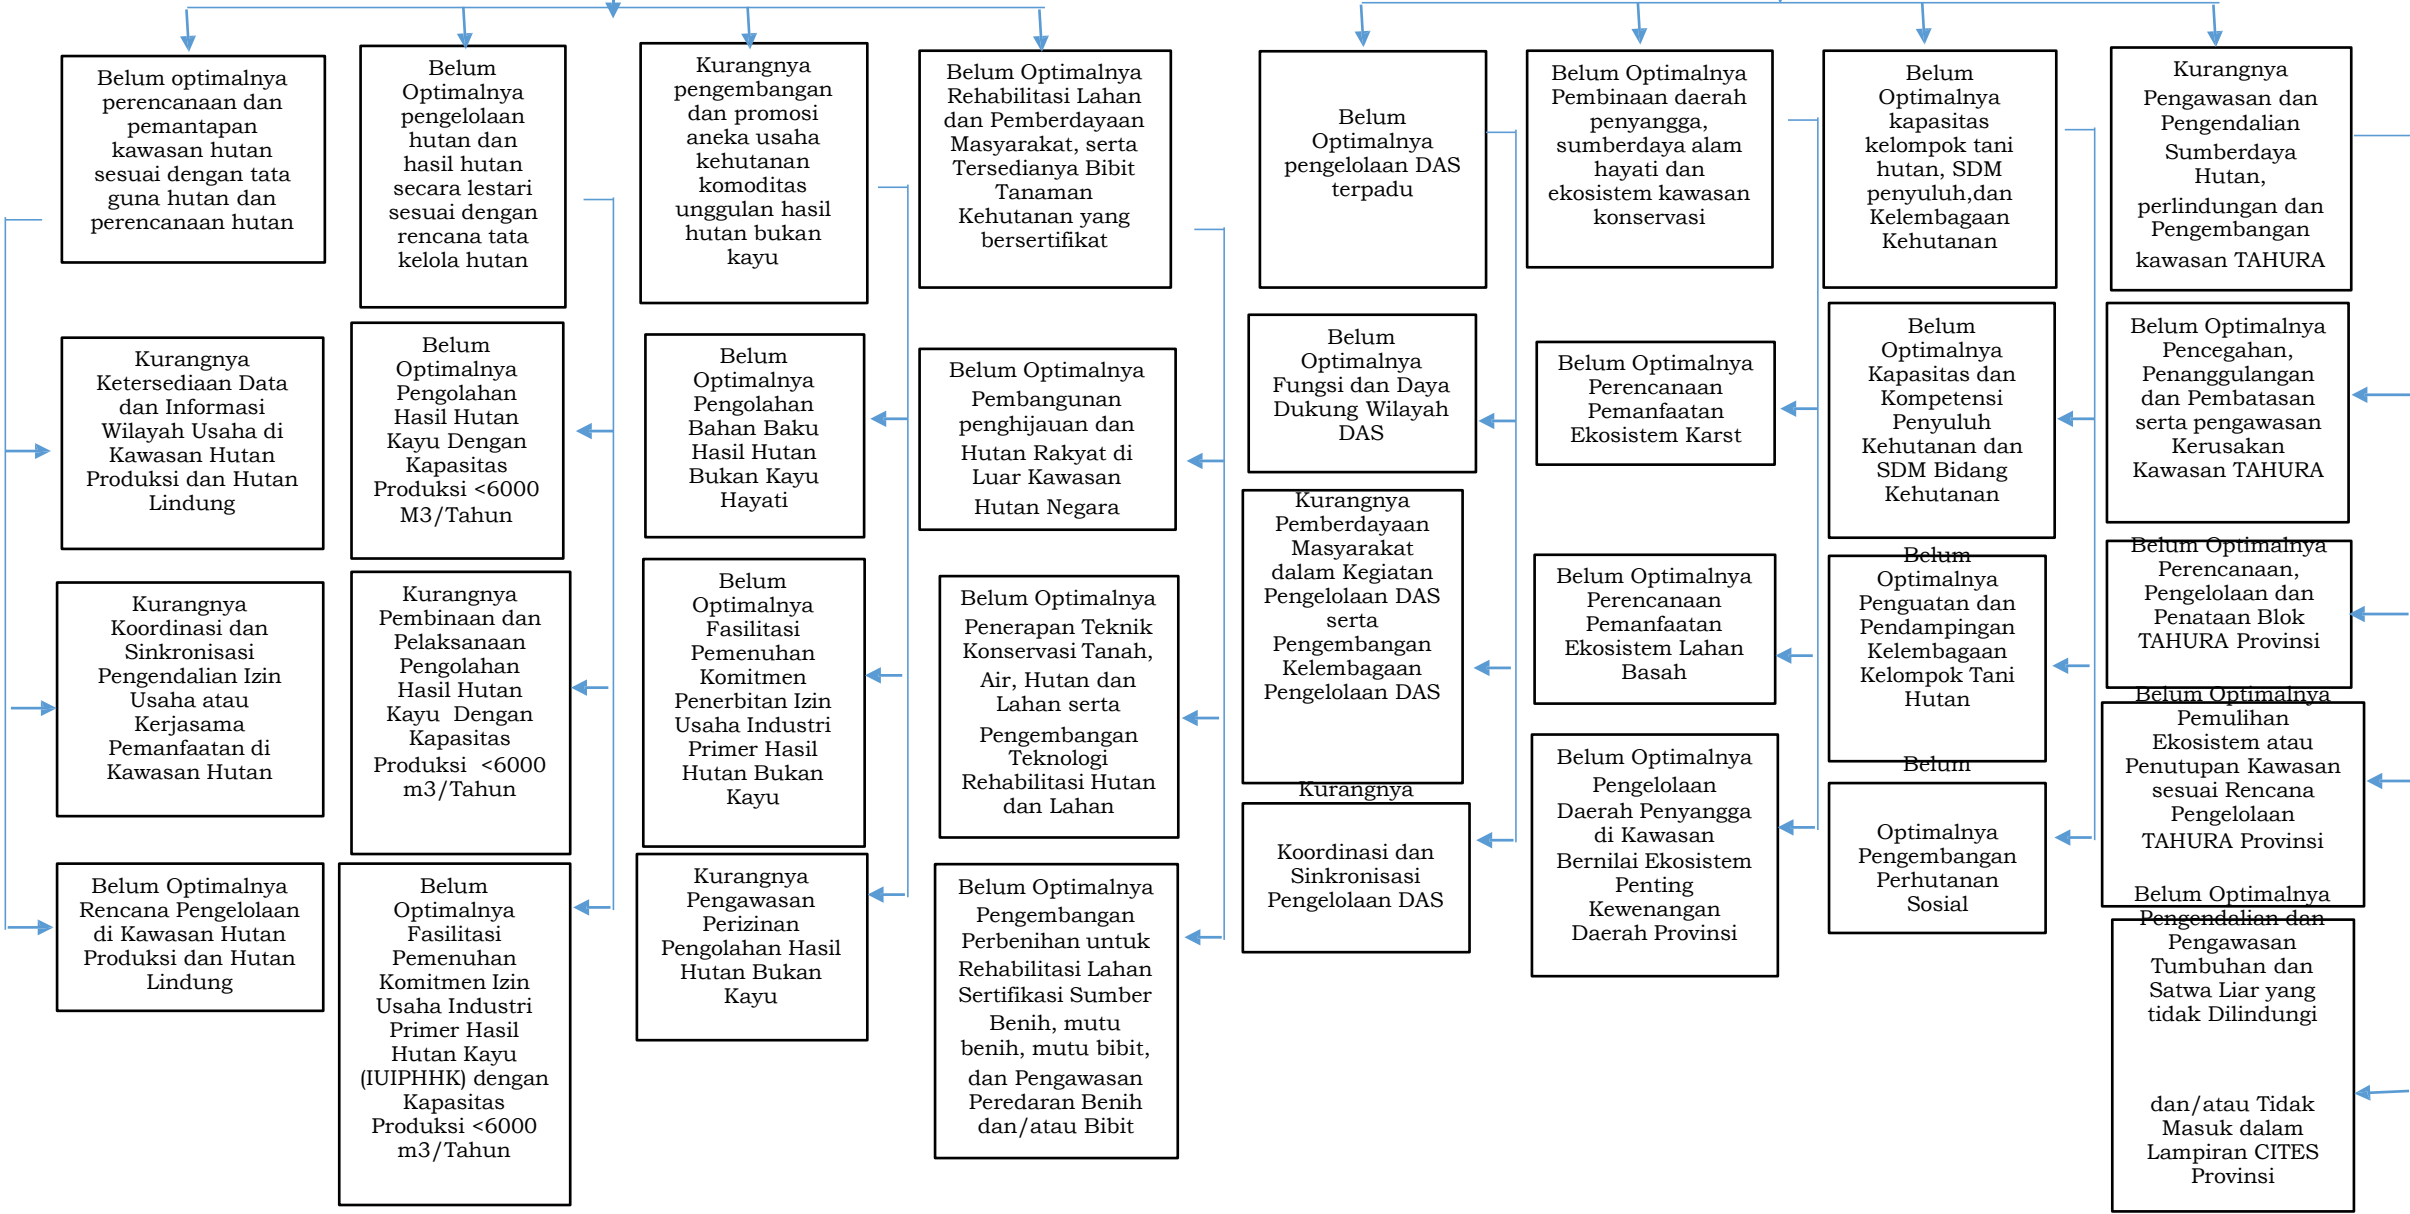 Belum optimalnya
perencanaan dan
pemantapan
kawasan hutan
sesuai dengan tata
guna hutan dan
perencanaan hutan
Kurangnya
Ketersediaan Data
dan Informasi
Wilayah Usaha di
Kawasan Hutan
Produksi dan Hutan
Lindung
Kurangnya
Koordinasi dan
Sinkronisasi
Pengendalian Izin
Usaha atau
Kerjasama
Pemanfaatan di
Kawasan Hutan
Belum Optimalnya
Rencana Pengelolaan
di Kawasan Hutan
Produksi dan Hutan
Lindung
Belum
Optimalnya
pengelolaan
hutan dan
hasil hutan
secara lestari
sesuai dengan
rencana tata
kelola hutan
Belum
Optimalnya
Pengolahan
Hasil Hutan
Kayu Dengan
Kapasitas
Produksi <6000
M3/Tahun
Kurangnya
Pembinaan dan
Pelaksanaan
Pengolahan
Hasil Hutan
Kayu  Dengan
Kapasitas
Produksi  <6000
m3/Tahun
Belum
Optimalnya
Fasilitasi
Pemenuhan
Komitmen Izin
Usaha Industri
Primer Hasil
Hutan Kayu
(IUIPHHK) dengan
Kapasitas
Produksi <6000
m3/Tahun
Kurangnya
pengembangan
dan promosi
aneka usaha
kehutanan
komoditas
unggulan hasil
hutan bukan
kayu
Belum
Optimalnya
Pengolahan
Bahan Baku
Hasil Hutan
Bukan Kayu
Hayati
Belum
Optimalnya
Fasilitasi
Pemenuhan
Komitmen
Penerbitan Izin
Usaha Industri
Primer Hasil
Hutan Bukan
Kayu
Kurangnya
Pengawasan
Perizinan
Pengolahan Hasil
Hutan Bukan
Kayu
Belum Optimalnya
Rehabilitasi Lahan
dan Pemberdayaan
Masyarakat, serta
Tersedianya Bibit
Tanaman
Kehutanan yang
bersertifikat
Belum Optimalnya
Pembangunan
penghijauan dan
Hutan Rakyat di
Luar Kawasan
Hutan Negara
Belum Optimalnya
Penerapan Teknik
Konservasi Tanah,
Air, Hutan dan
Lahan serta
Pengembangan
Teknologi
Rehabilitasi Hutan
dan Lahan
Belum Optimalnya
Pengembangan
Perbenihan untuk
Rehabilitasi Lahan
Sertifikasi Sumber
Benih, mutu
benih, mutu bibit,
dan Pengawasan
Peredaran Benih
dan/atau Bibit
Belum
Optimalnya
pengelolaan DAS
terpadu
Belum
Optimalnya
Fungsi dan Daya
Dukung Wilayah
DAS
Kurangnya
Pemberdayaan
Masyarakat
dalam Kegiatan
Pengelolaan DAS
serta
Pengembangan
Kelembagaan
Pengelolaan DAS
Kurangnya
Koordinasi dan
Sinkronisasi
Pengelolaan DAS
Belum Optimalnya
Pembinaan daerah
penyangga,
sumberdaya alam
hayati dan
ekosistem kawasan
konservasi
Belum Optimalnya
Perencanaan
Pemanfaatan
Ekosistem Karst
Belum Optimalnya
Perencanaan
Pemanfaatan
Ekosistem Lahan
Basah
Belum Optimalnya
Pengelolaan
Daerah Penyangga
di Kawasan
Bernilai Ekosistem
Penting
Kewenangan
Daerah Provinsi
Belum
Optimalnya
kapasitas
kelompok tani
hutan, SDM
penyuluh,dan
Kelembagaan
Kehutanan
Belum
Optimalnya
Kapasitas dan
Kompetensi
Penyuluh
Kehutanan dan
SDM Bidang
Kehutanan
Belum
Optimalnya
Penguatan dan
Pendampingan
Kelembagaan
Kelompok Tani
Hutan
Belum
Optimalnya
Pengembangan
Perhutanan
Sosial
Kurangnya
Pengawasan dan
Pengendalian
Sumberdaya
Hutan,
perlindungan dan
Pengembangan
kawasan TAHURA
Belum Optimalnya
Pencegahan,
Penanggulangan
dan Pembatasan
serta pengawasan
Kerusakan
Kawasan TAHURA
Belum Optimalnya
Perencanaan,
Pengelolaan dan
Penataan Blok
TAHURA Provinsi
Belum Optimalnya
Pemulihan
Ekosistem atau
Penutupan Kawasan
sesuai Rencana
Pengelolaan
TAHURA Provinsi
Belum Optimalnya
Pengendalian dan
Pengawasan
Tumbuhan dan
Satwa Liar yang
tidak Dilindungi
dan/atau Tidak
Masuk dalam
Lampiran CITES
Provinsi